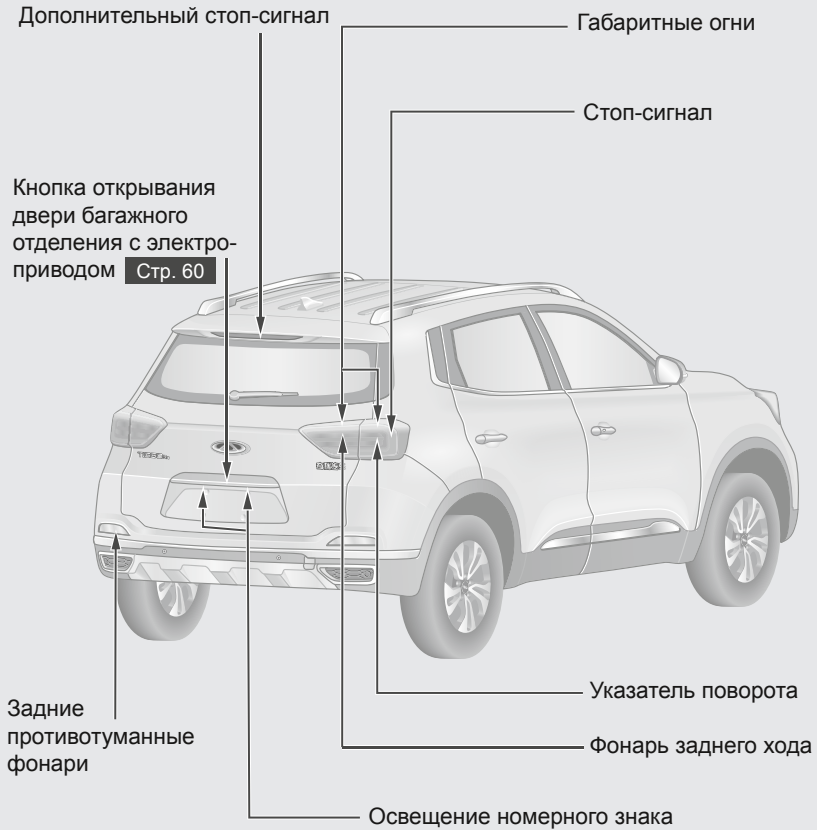 Дополнительный стоп-сигнал
Габаритные огни
Стоп-сигнал
Кнопка открывания
двери багажного
отделения с электро-
приводом Стр. 60
Указатель поворота
Задние
противотуманные
фонари
Фонарь заднего хода
Освещение номерного знака